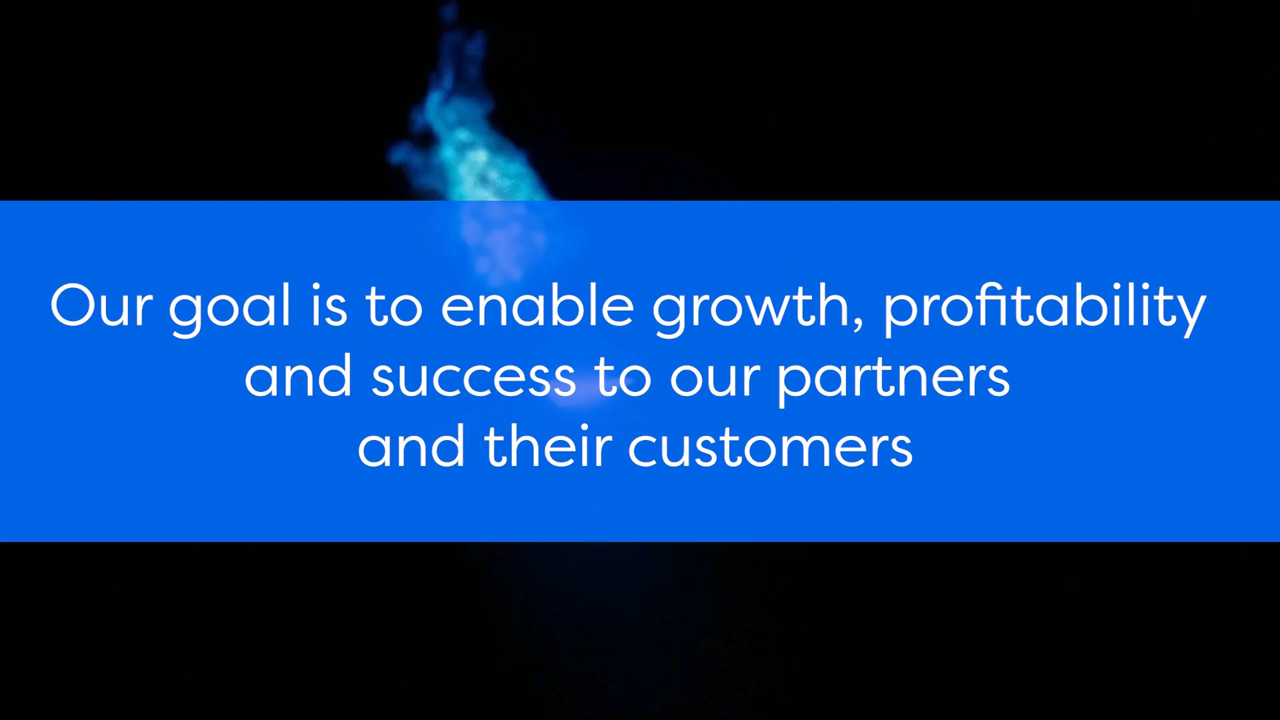 Our goal is to enable growth, profitability
and success to our partners
and their customers